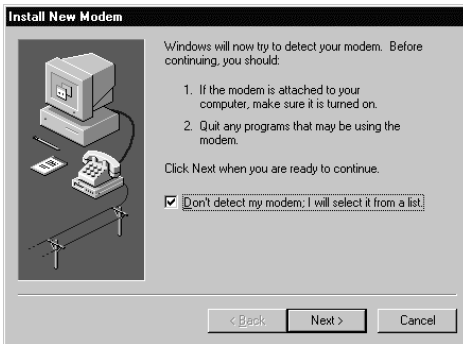 Install New Modem
Windows will now try to detect your modem. Before
continuing, you should:
1. If the modem is attached to your
computer, make sure it is turned on.
2. Quit any programs that may be using the
modem.
Click Next when you are ready to continue.
Don't detect my modem; I will select it from a list.
< Back
Next >
Cancel